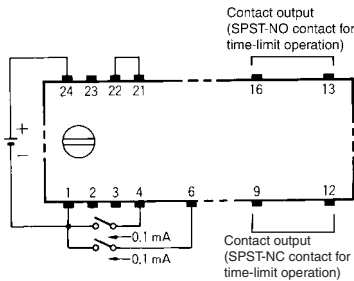 Contact output
(SPST-NO contact for
time-limit operation)
24 23 22 21 16 13
+
−
1 2 3 4 6 9 12
0.1 mA
0.1 mA
Contact output
(SPST-NC contact for
time-limit operation)